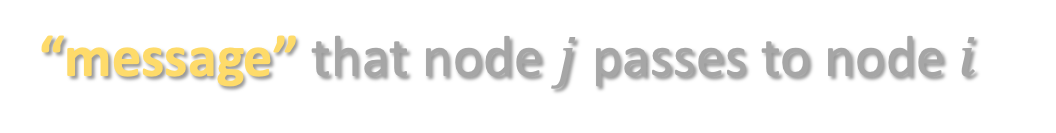 “message” that node j passes to node i